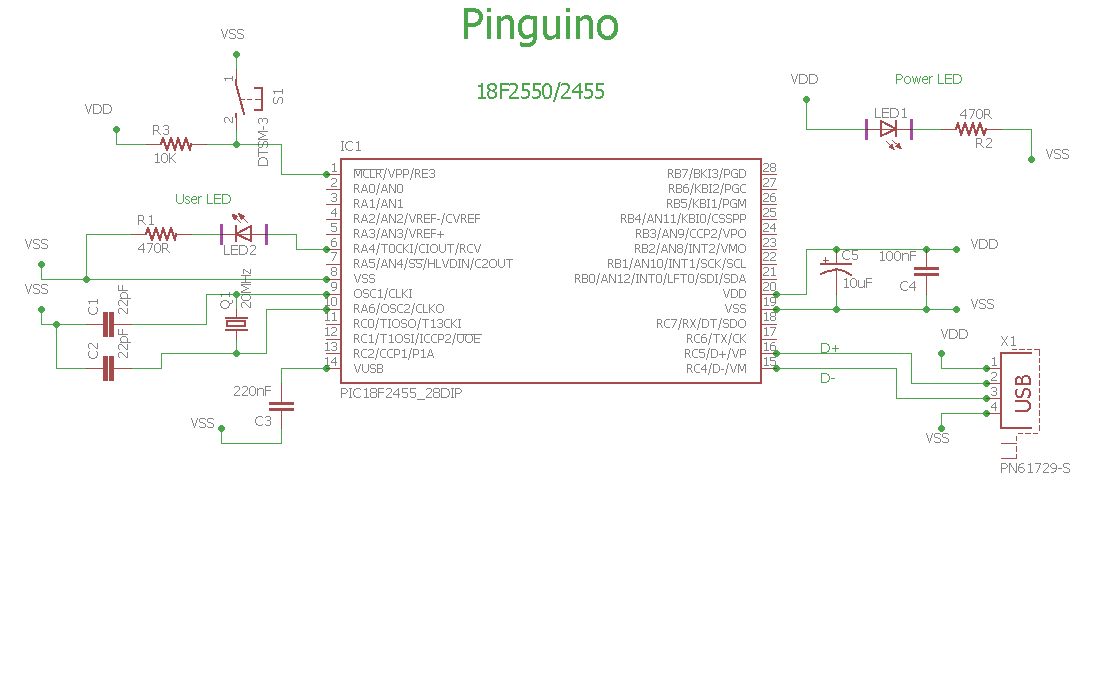 Pinguino
18F2550/2455
VSS
1
2
S1
DTSM-3
VDD
R3
10K
VDD
Power LED
LED1
470R
R2
VSS
IC1
User LED
R1
470R
LED2
VSS
VSS
C1
22pF
C2
22pF
Q1
20MHz
220nF
C3
VSS
1 MCLR/VPP/RE3
2 RA0/AN0
3 RA1/AN1
4 RA2/AN2/VREF-/CVREF
5 RA3/AN3/VREF+
6 RA4/T0CKI/CIOUT/RCV
7 RA5/AN4/SS/HLVDIN/C2OUT
8 VSS
9 OSC1/CLKI
10 RA6/OSC2/CLKO
11 RC0/TIOSO/T13CKI
12 RC1/T1OSI/ICCP2/UOE
13 RC2/CCP1/P1A
14 VUSB
RB7/BKI3/PGD 28
RB6/KBI2/PGC 27
RB5/KBI1/PGM 26
RB4/AN11/KBI0/CSSPP 25
RB3/AN9/CCP2/VPO 24
RB2/AN8/INT2/VMO 23
RB1/AN10/INT1/SCK/SCL 22
RB0/AN12/INT0/LFT0/SDI/SDA 21
VDD 20
VSS 19
RC7/RX/DT/SDO 18
RC6/TX/CK 17
RC5/D+/VP 16
RC4/D-/VM 15
PIC18F2455_28DIP
C5
10uF
100nF
C4
VDD
VSS
D+
D-
VDD
X1
1
2
3
4
USB
VSS
PN61729-S